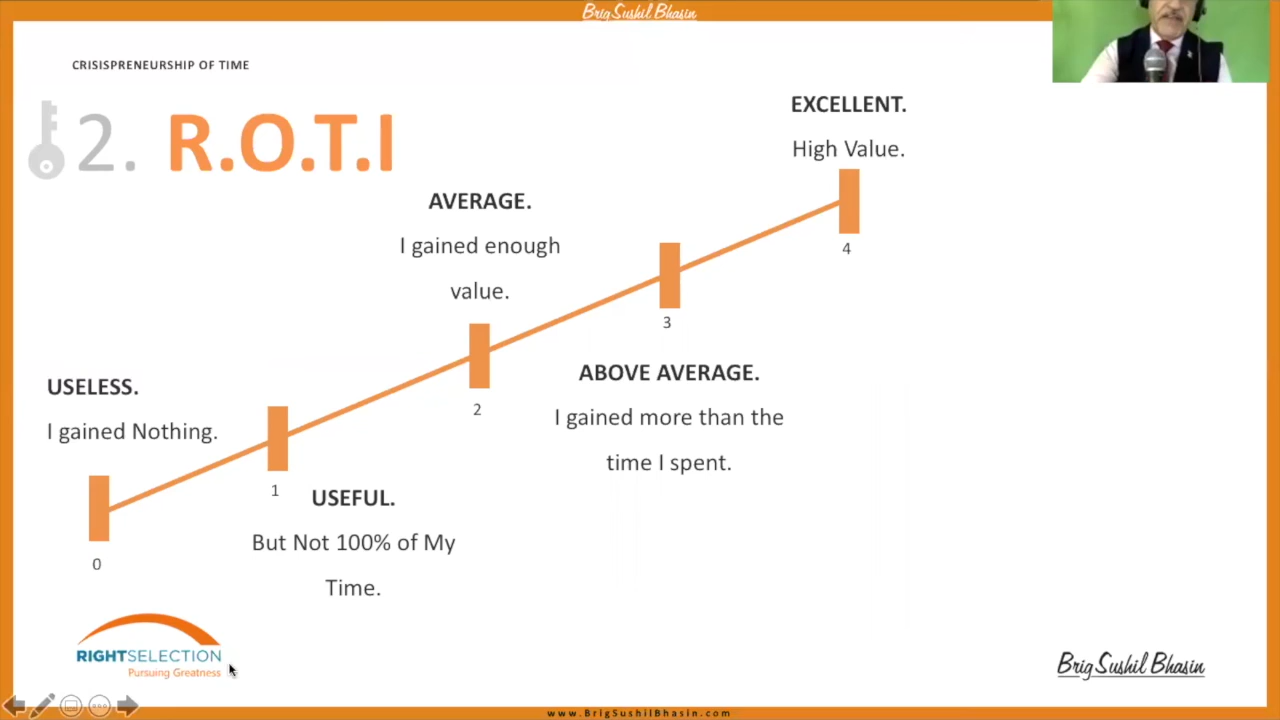 Brig Sushil Bhasin
CRISISPRENEURSHIP OF TIME
2. R.O.T.I
EXCELLENT.
High Value.
4
AVERAGE.
I gained enough
value.
3
2
ABOVE AVERAGE.
I gained more than the
time I spent.
USELESS.
I gained Nothing.
1
USEFUL.
But Not 100% of My
Time.
0
RIGHTSELECTION
Pursuing Greatness
Brig Sushil Bhasin
www.BrigSushilBhasin.com